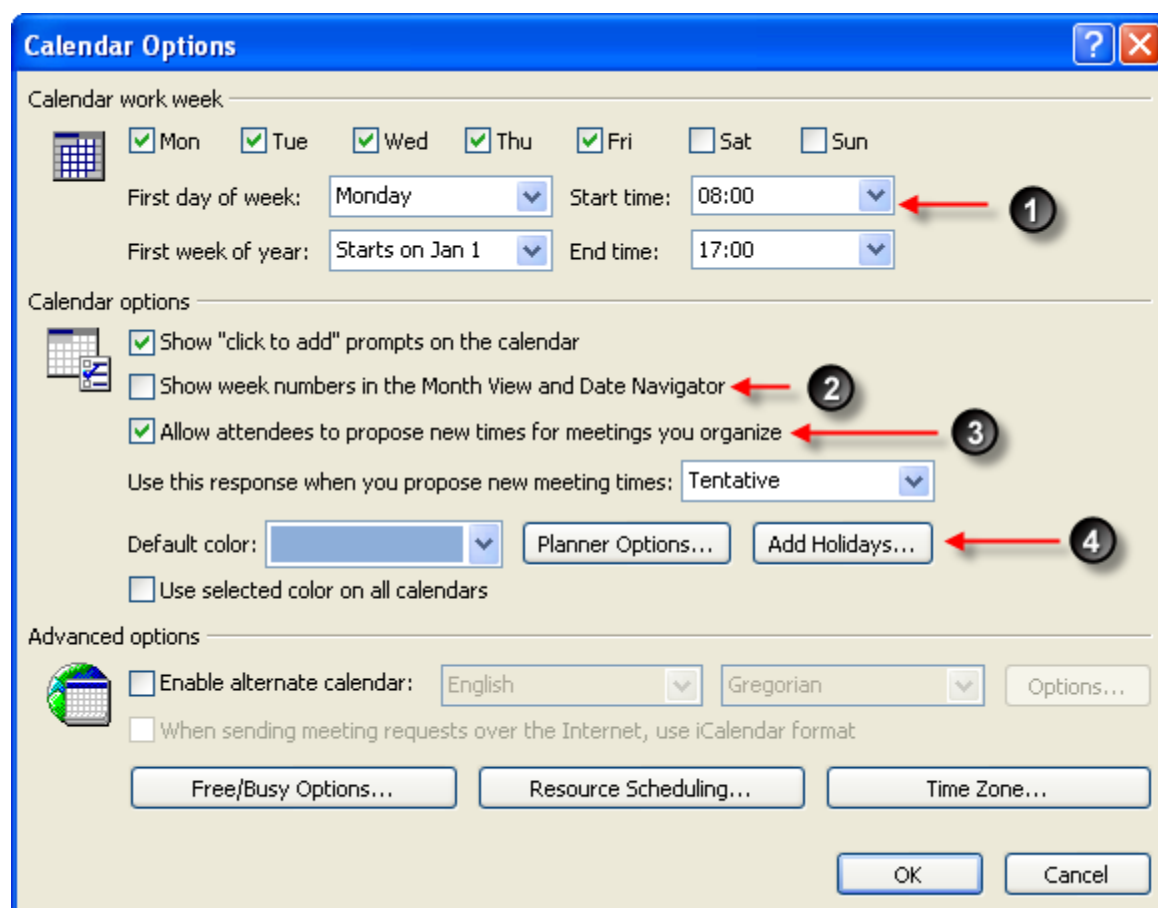 Calendar Options
Calendar work week
Mon Tue Wed Thu Fri Sat Sun
First day of week: Monday Start time: 08:00
1
First week of year: Starts on Jan 1 End time: 17:00
Calendar options
Show "click to add" prompts on the calendar
Show week numbers in the Month View and Date Navigator 2
Allow attendees to propose new times for meetings you organize 3
Use this response when you propose new meeting times: Tentative
Default color: Planner Options... Add Holidays... 4
Use selected color on all calendars
Advanced options
Enable alternate calendar: English Gregorian Options...
When sending meeting requests over the Internet, use iCalendar format
Free/Busy Options... Resource Scheduling... Time Zone...
OK Cancel